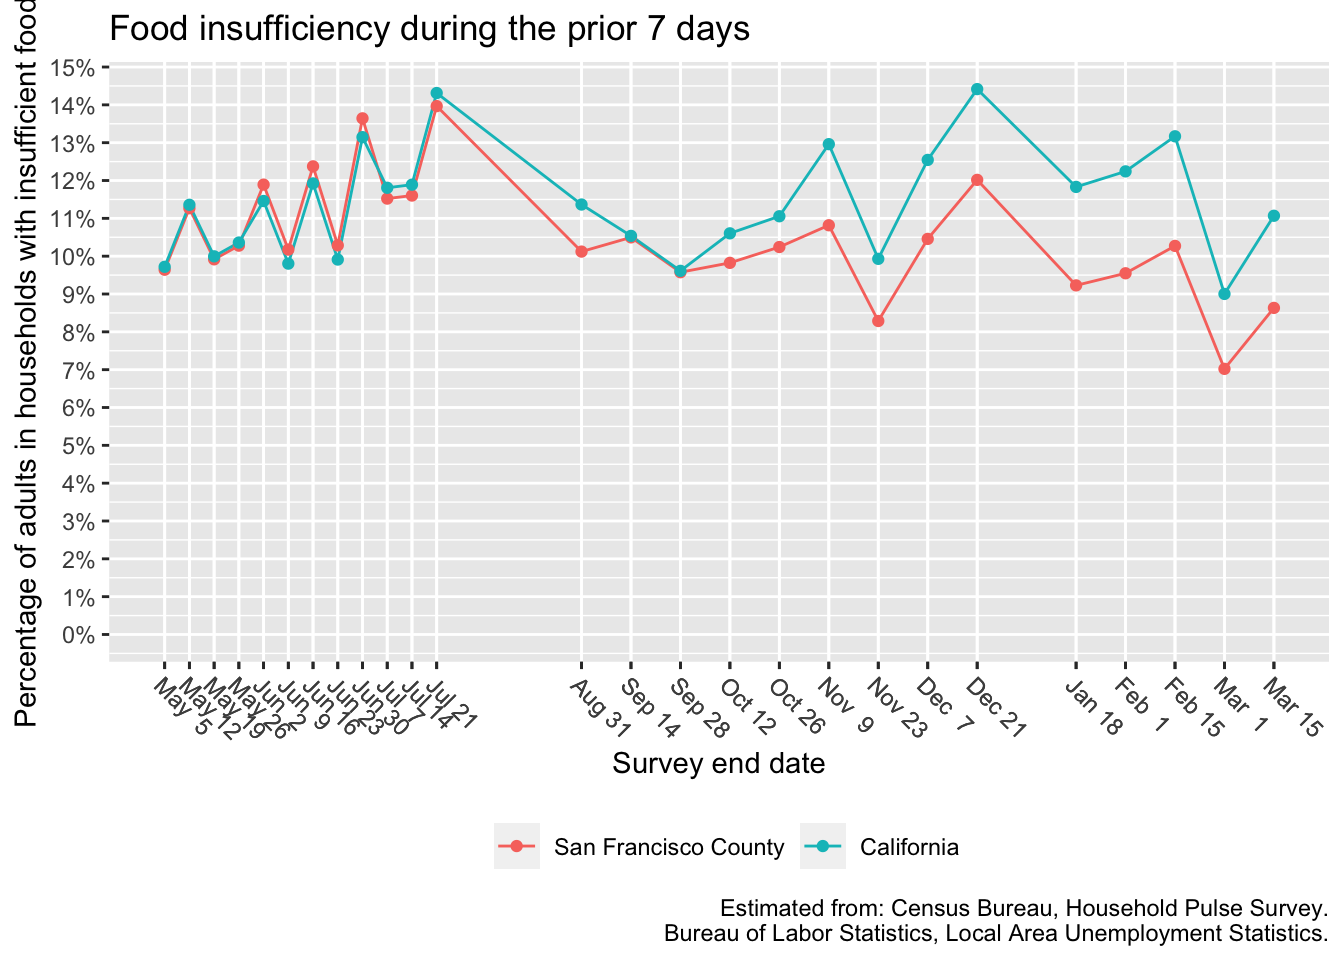 Food insufficiency during the prior 7 days
Percentage of adults in households with insufficient food
15%
14%
13%
12%
11%
10%
9%
8%
7%
6%
5%
4%
3%
2%
1%
0%
May 5
May 12
May 19
May 26
Jun 2
Jun 9
Jun 16
Jun 23
Jun 30
Jul 7
Jul 14
Jul 21
Aug 31
Sep 14
Sep 28
Oct 12
Oct 26
Nov 9
Nov 23
Dec 7
Dec 21
Jan 18
Feb 1
Feb 15
Mar 1
Mar 15
Survey end date
San Francisco County
California
Estimated from: Census Bureau, Household Pulse Survey.
Bureau of Labor Statistics, Local Area Unemployment Statistics.